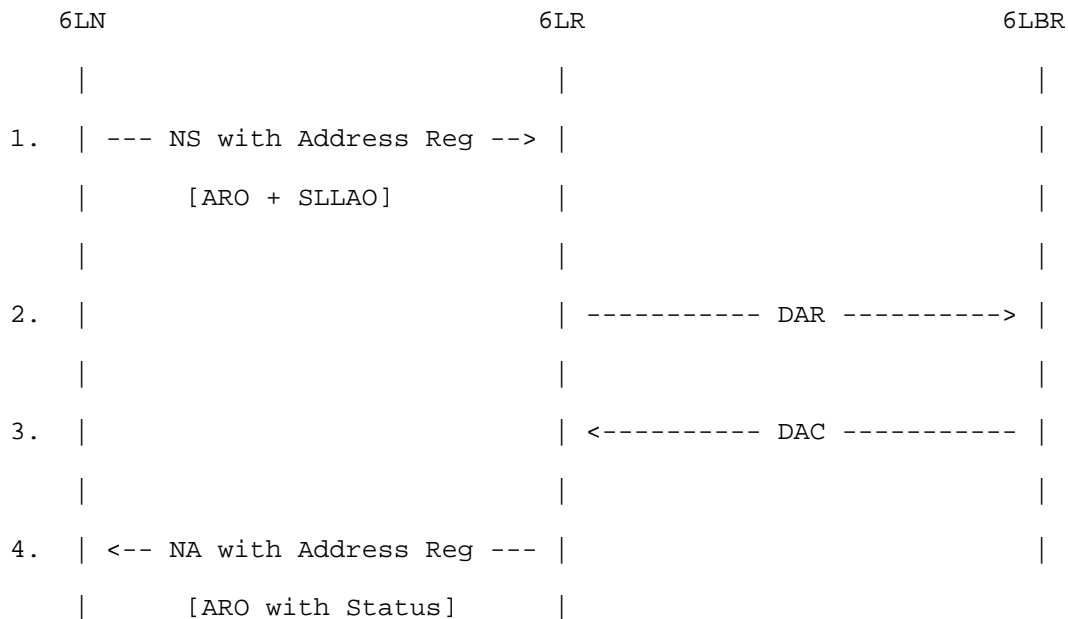 6LN 6LR 6LBR
| | |
1. | --- NS with Address Reg --> | |
| [ARO + SLLAO] | |
| | |
2. | | ----------- DAR ----------> |
| | |
3. | | <---------- DAC ----------- |
| | |
4. | <-- NA with Address Reg --- | |
| [ARO with Status] |